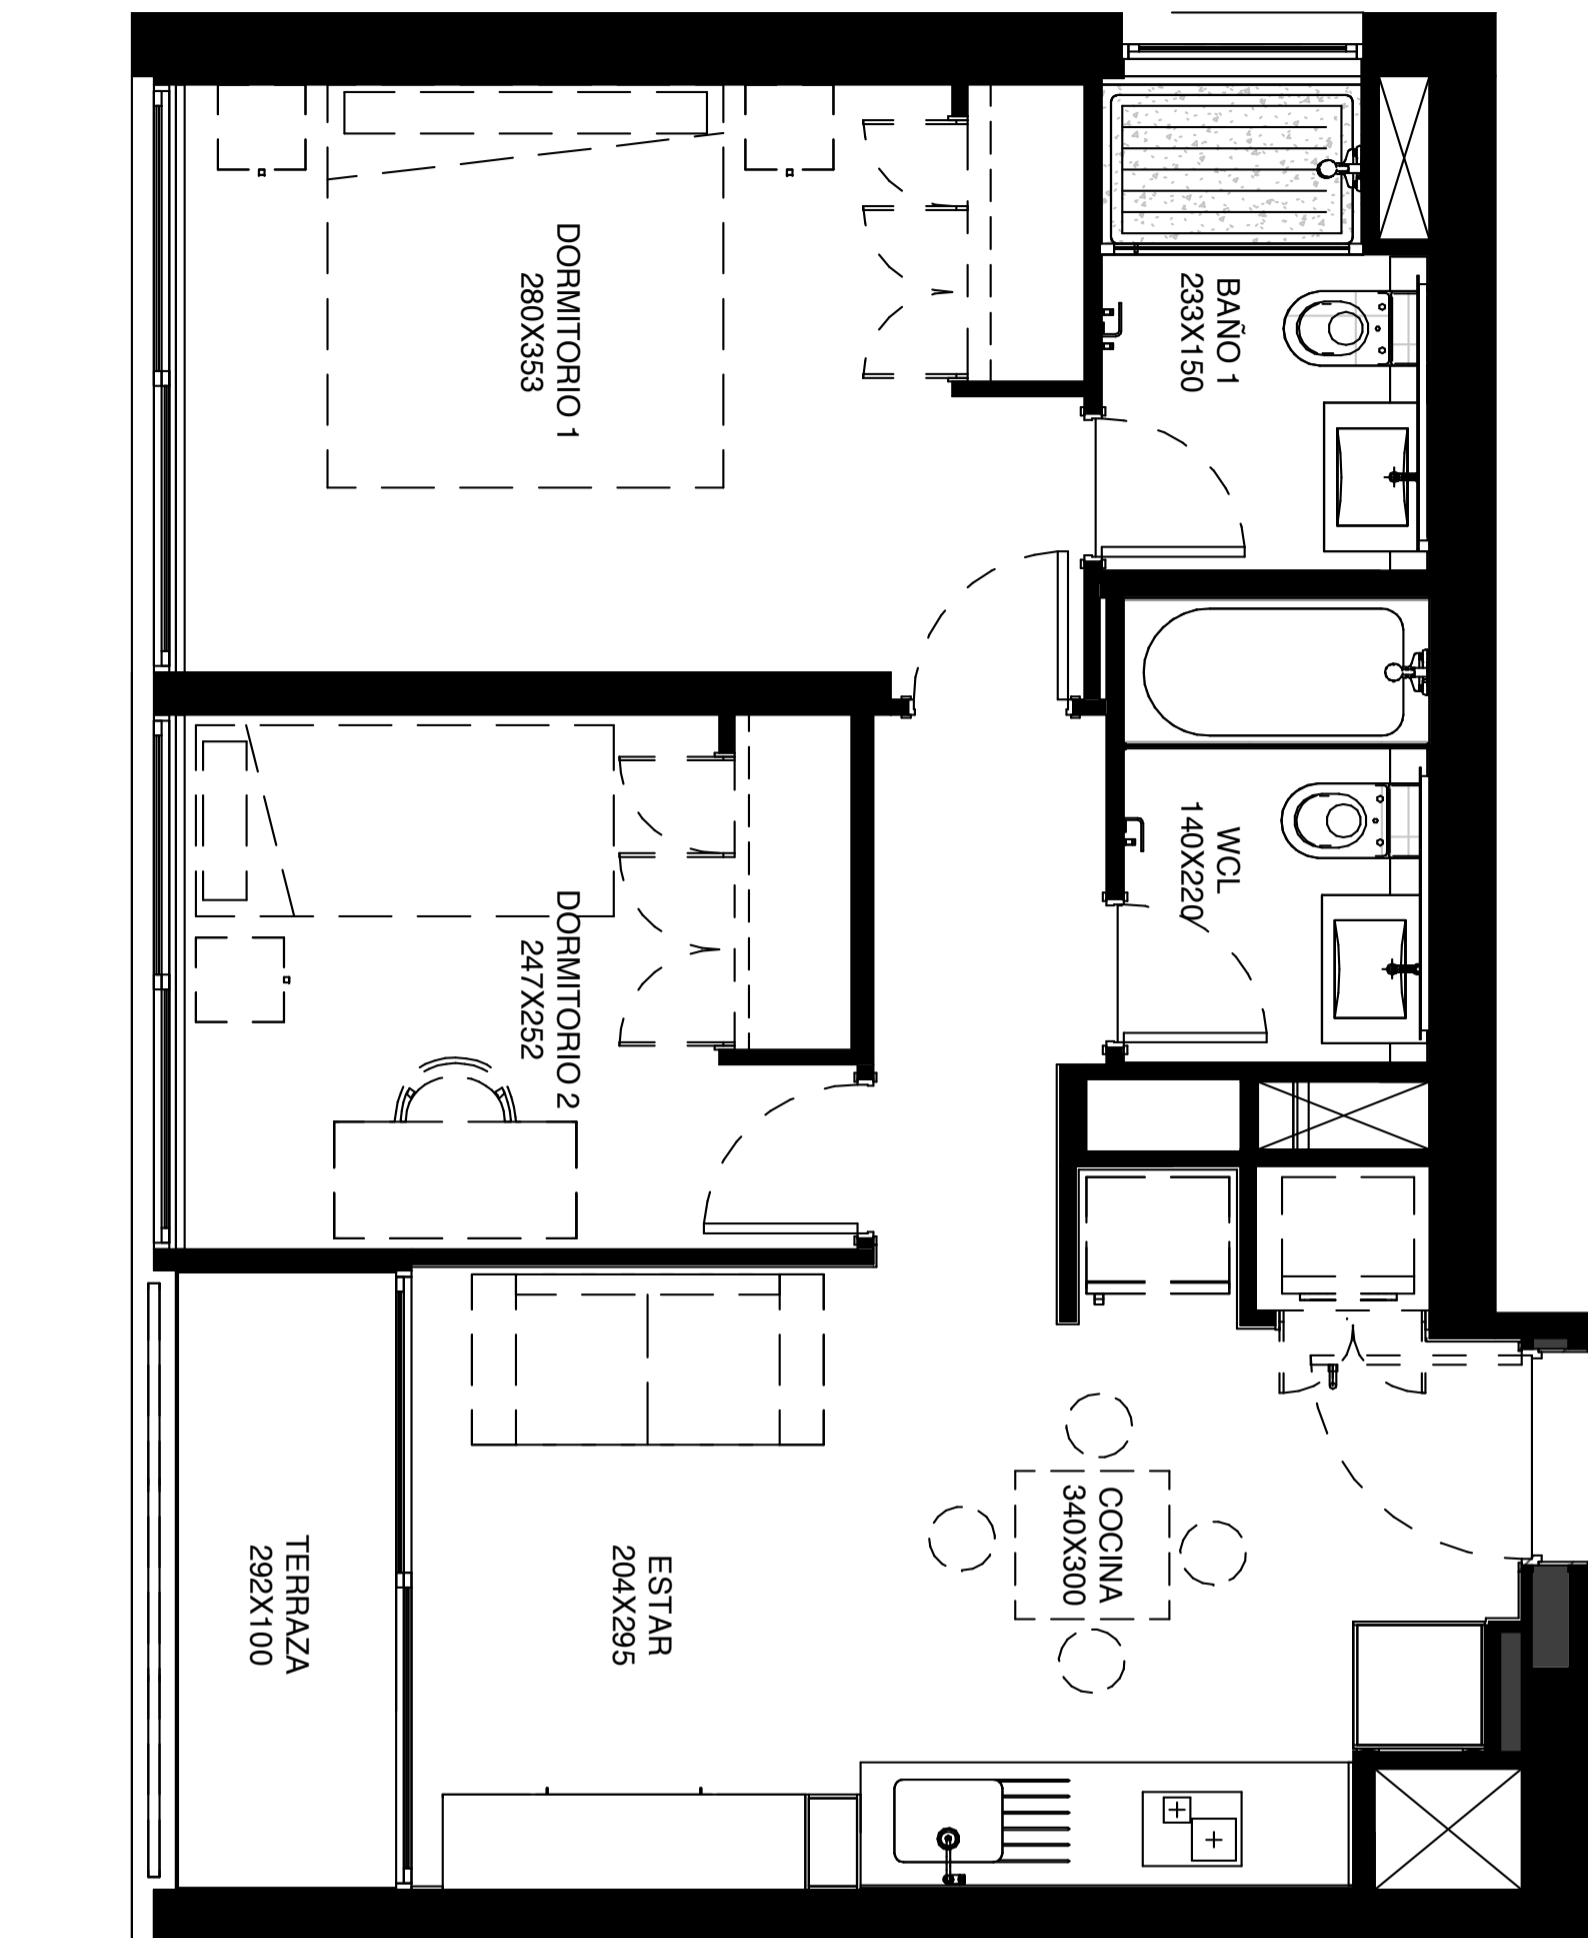 DORMITORIO 1
280X353
BAÑO 1
233X150
WCL
140X220
DORMITORIO 2
247X252
COCINA
340X300
ESTAR
204X295
TERRAZA
292X100